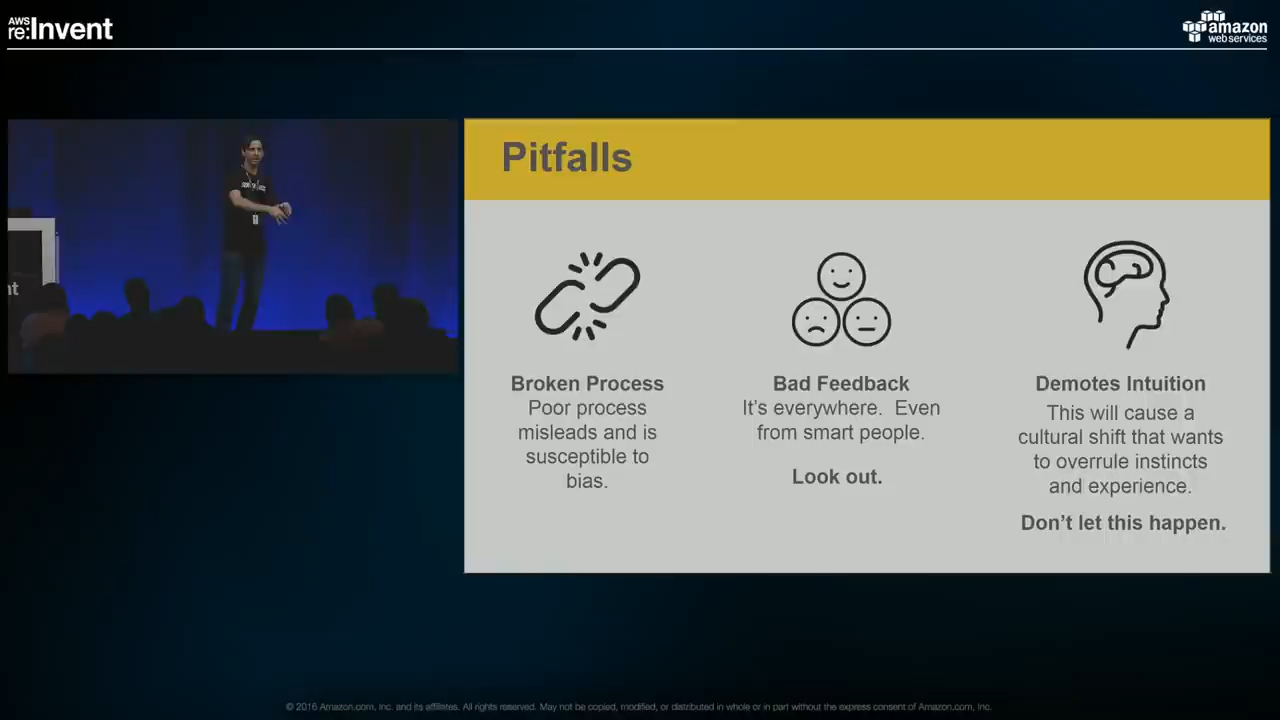 AWS
re:Invent
amazon
web services
nt
Pitfalls
Broken Process
Poor process
misleads and is
susceptible to
bias.
Bad Feedback
It's everywhere.  Even
from smart people.
Look out.
Demotes Intuition
This will cause a
cultural shift that wants
to overrule instincts
and experience.
Don't let this happen.
© 2016 Amazon.com, Inc. and its affiliates. All rights reserved. May not be copied, modified, or distributed in whole or in part without the express consent of Amazon.com, Inc.